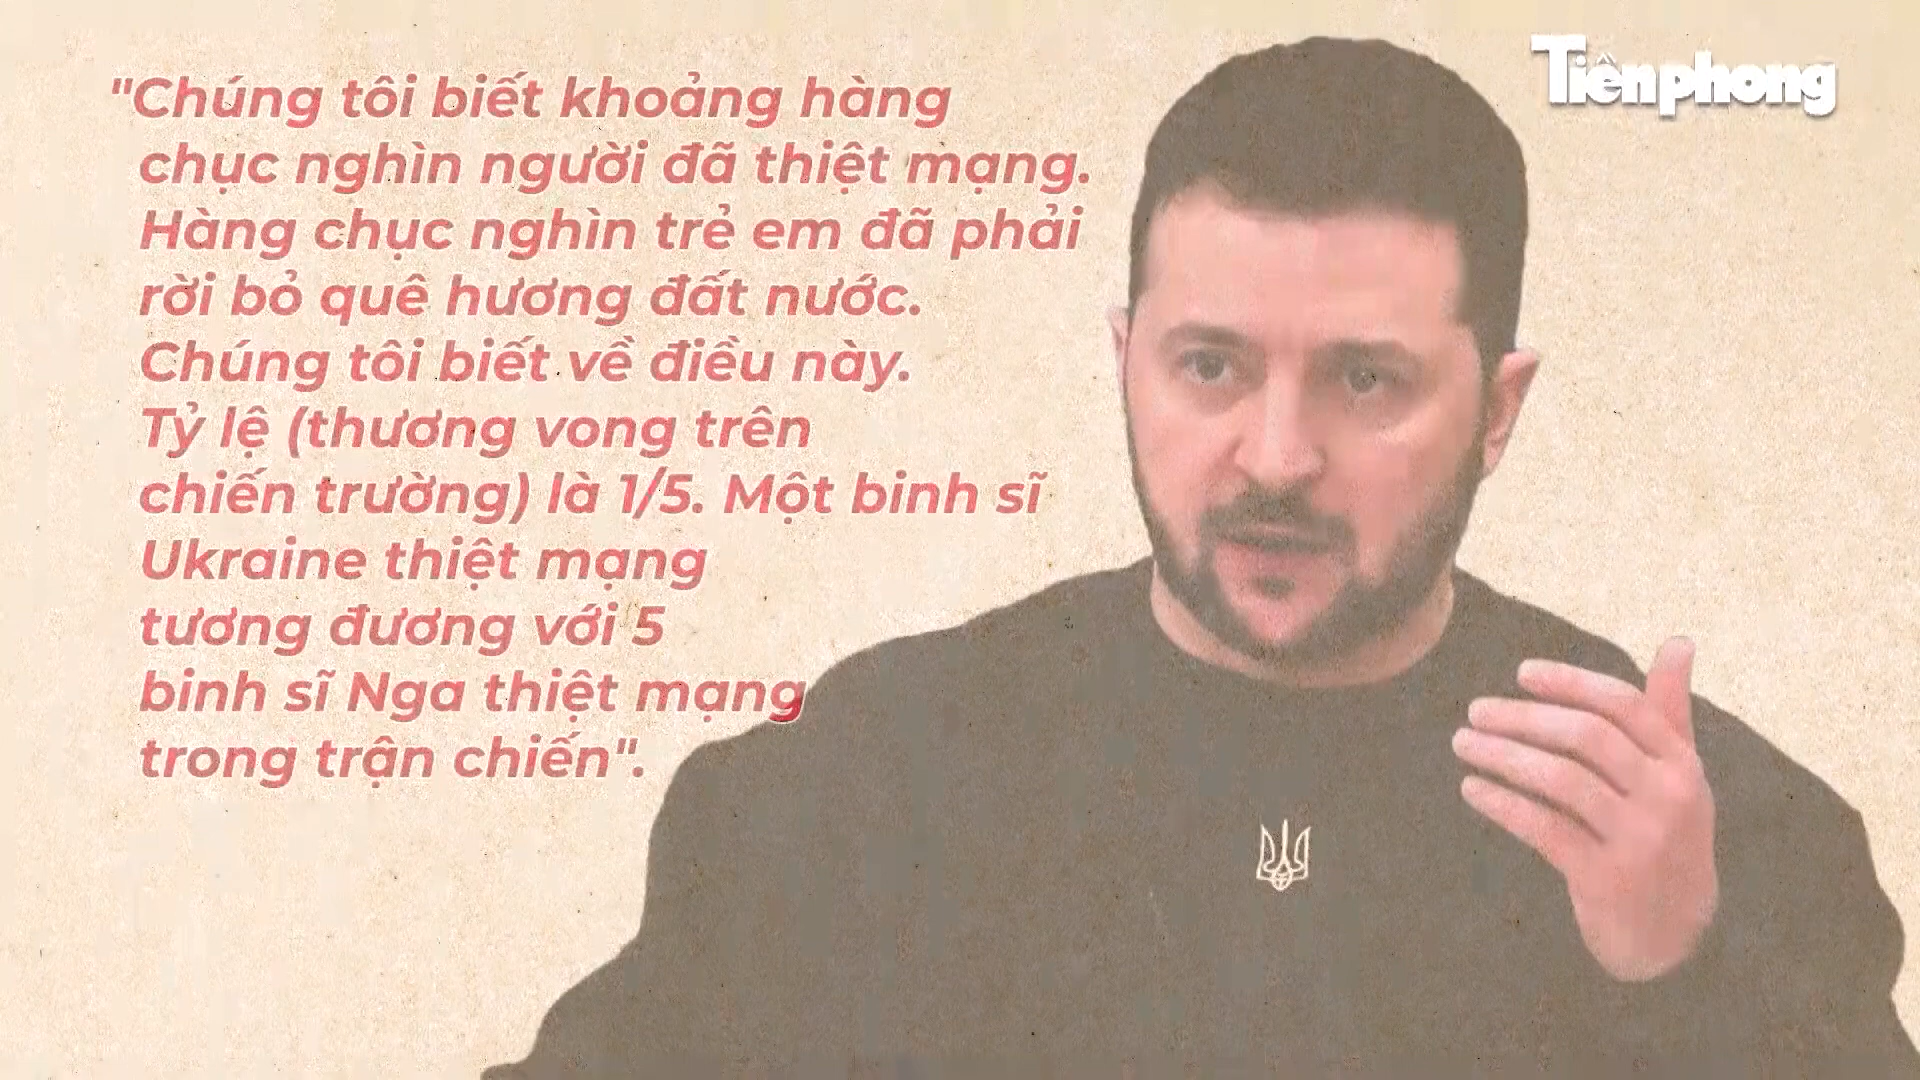 Tiênphong
"Chúng tôi biết khoảng hàng
chục nghìn người đã thiệt mạng.
Hàng chục nghìn trẻ em đã phải
rời bỏ quê hương đất nước.
Chúng tôi biết về điều này.
Tỷ lệ (thương vong trên
chiến trường) là 1/5. Một binh sĩ
Ukraine thiệt mạng
tương đương với 5
binh sĩ Nga thiệt mạng
trong trận chiến".